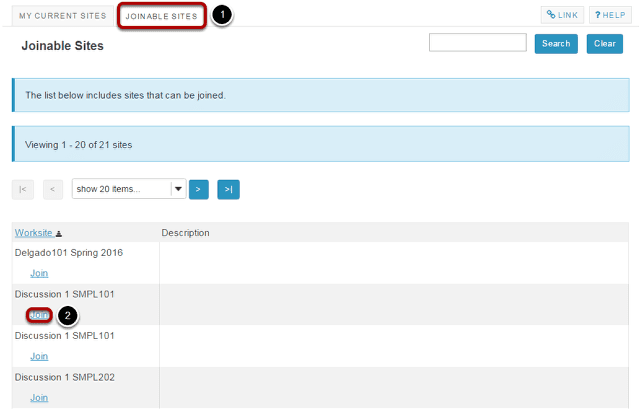 MY CURRENT SITES JOINABLE SITES 1 LINK ? HELP
Joinable Sites Search Clear
The list below includes sites that can be joined.
Viewing 1 - 20 of 21 sites
|< < show 20 items... > >|
Worksite Description
Delgado101 Spring 2016
Join
Discussion 1 SMPL101
Join 2
Discussion 1 SMPL101
Join
Discussion 1 SMPL202
Join